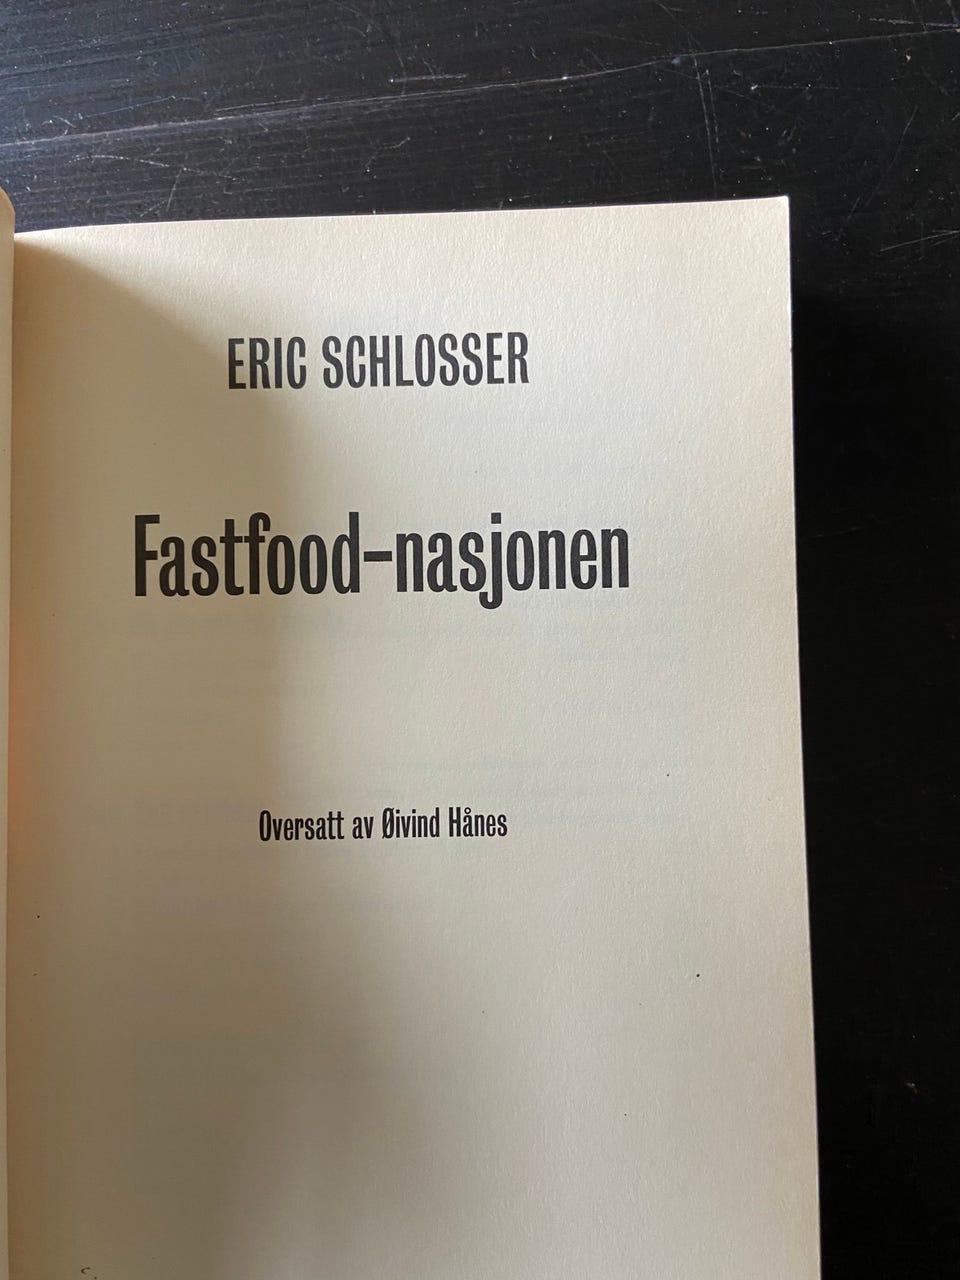 ERIC SCHLOSSER
Fastfood-nasjonen
Oversatt av Øivind Hånes